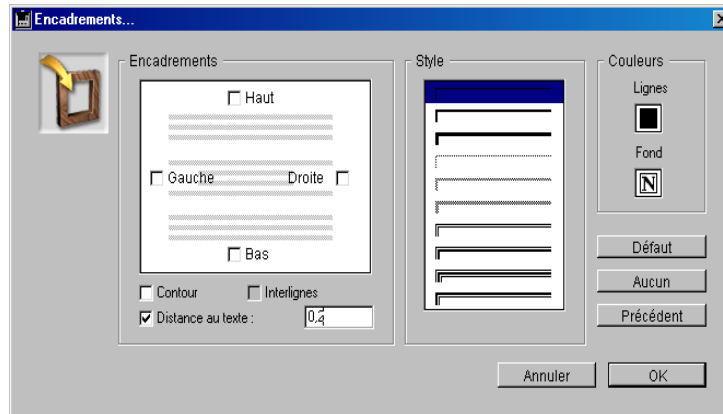 Encadrements...
Encadrements
Haut
Gauche Droite
Bas
Contour Interlignes
Distance au texte : 0,2
Style
Couleurs
Lignes
Fond
N
Défaut
Aucun
Précédent
Annuler OK